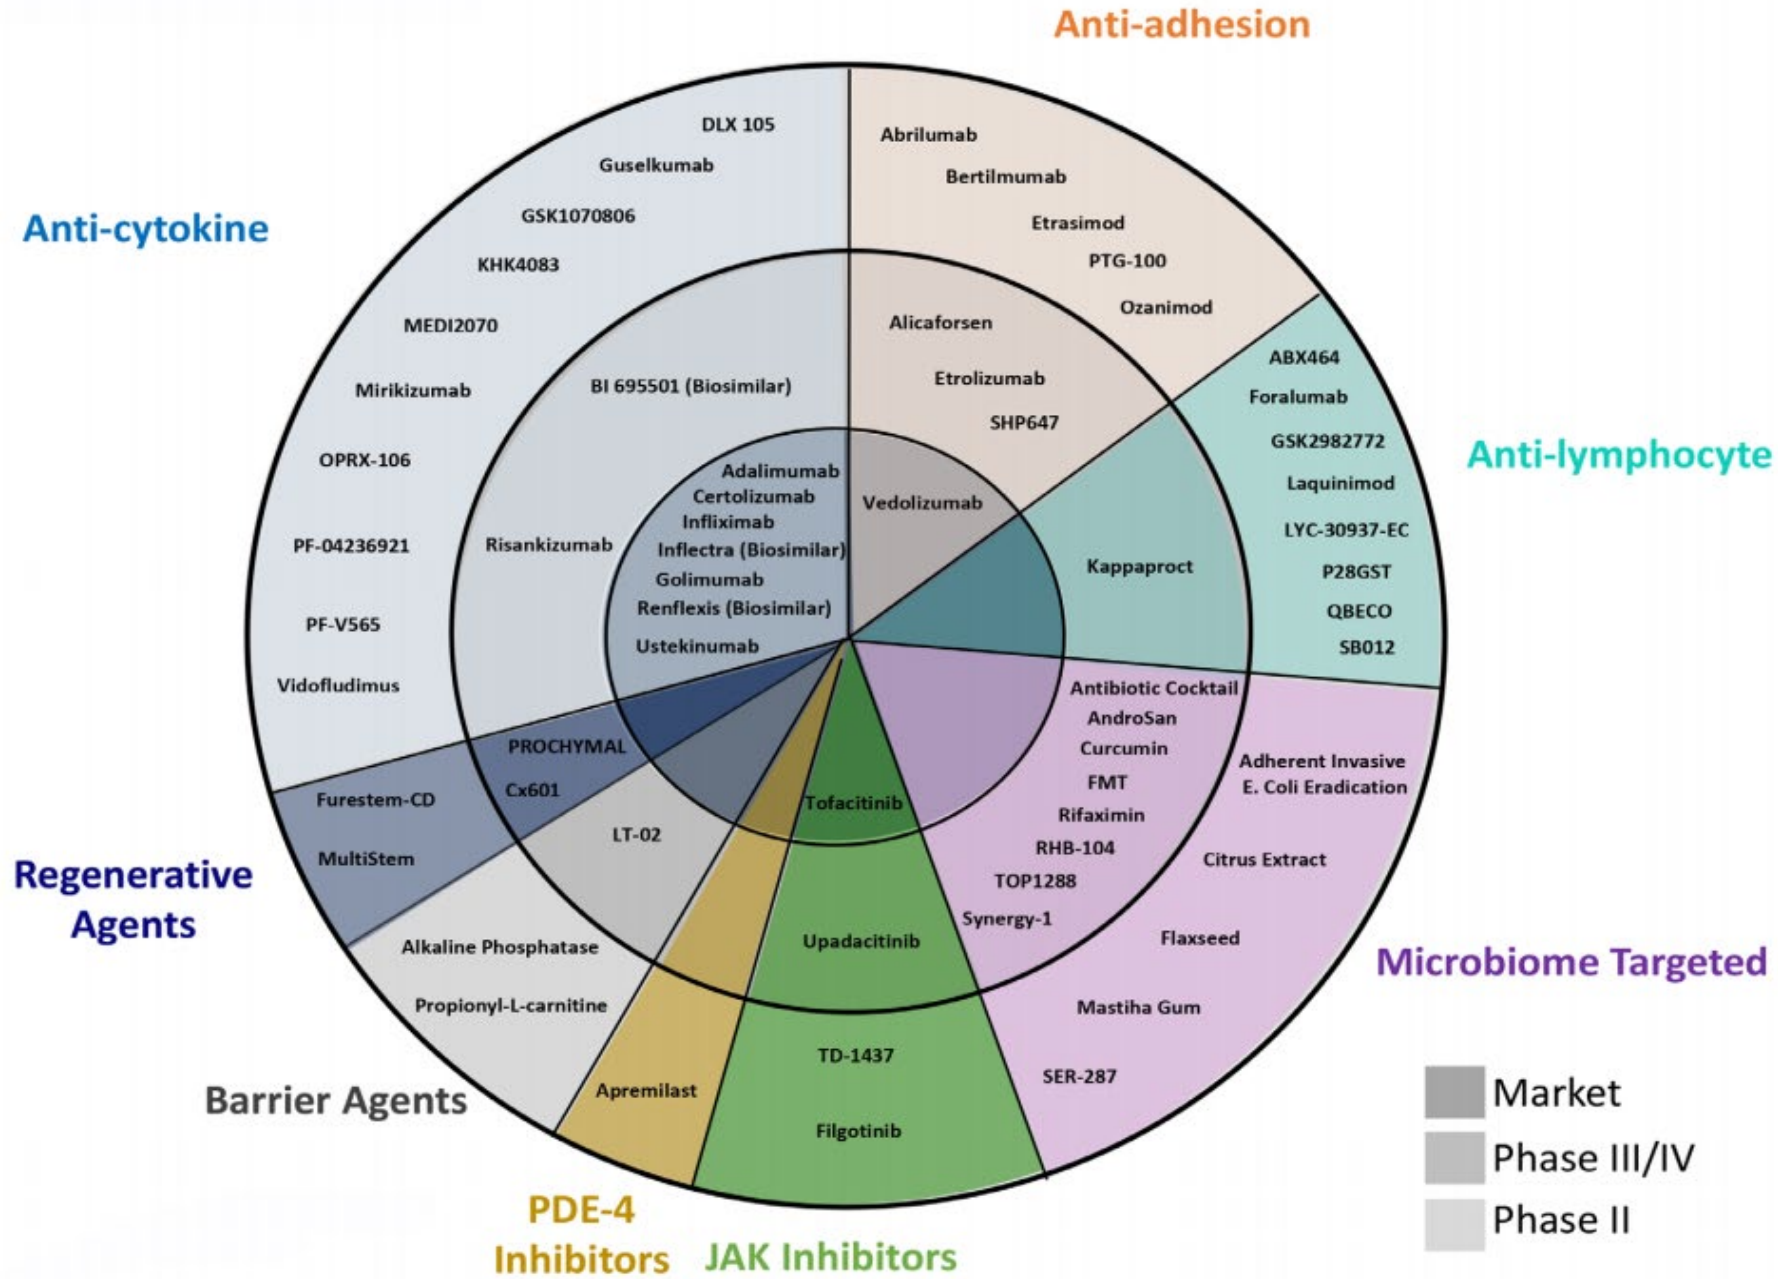 Anti-adhesion
Anti-cytokine
Anti-lymphocyte
Microbiome Targeted
JAK Inhibitors
PDE-4
Inhibitors
Barrier Agents
Regenerative
Agents
DLX 105
Guselkumab
GSK1070806
KHK4083
MEDI2070
Mirikizumab
OPRX-106
PF-04236921
PF-V565
Vidofludimus
BI 695501 (Biosimilar)
Risankizumab
Adalimumab
Certolizumab
Infliximab
Inflectra (Biosimilar)
Golimumab
Renflexis (Biosimilar)
Ustekinumab
Abrilumab
Bertilmumab
Etrasimod
PTG-100
Ozanimod
Alicaforsen
Etrolizumab
SHP647
Vedolizumab
ABX464
Foralumab
GSK2982772
Laquinimod
LYC-30937-EC
P28GST
QBECO
SB012
Kappaproct
Antibiotic Cocktail
AndroSan
Curcumin
FMT
Rifaximin
RHB-104
TOP1288
Synergy-1
Adherent Invasive
E. Coli Eradication
Citrus Extract
Flaxseed
Mastiha Gum
SER-287
Tofacitinib
Upadacitinib
TD-1437
Filgotinib
Apremilast
LT-02
Alkaline Phosphatase
Propionyl-L-carnitine
PROCHYMAL
Cx601
Furestem-CD
MultiStem
Market
Phase III/IV
Phase II